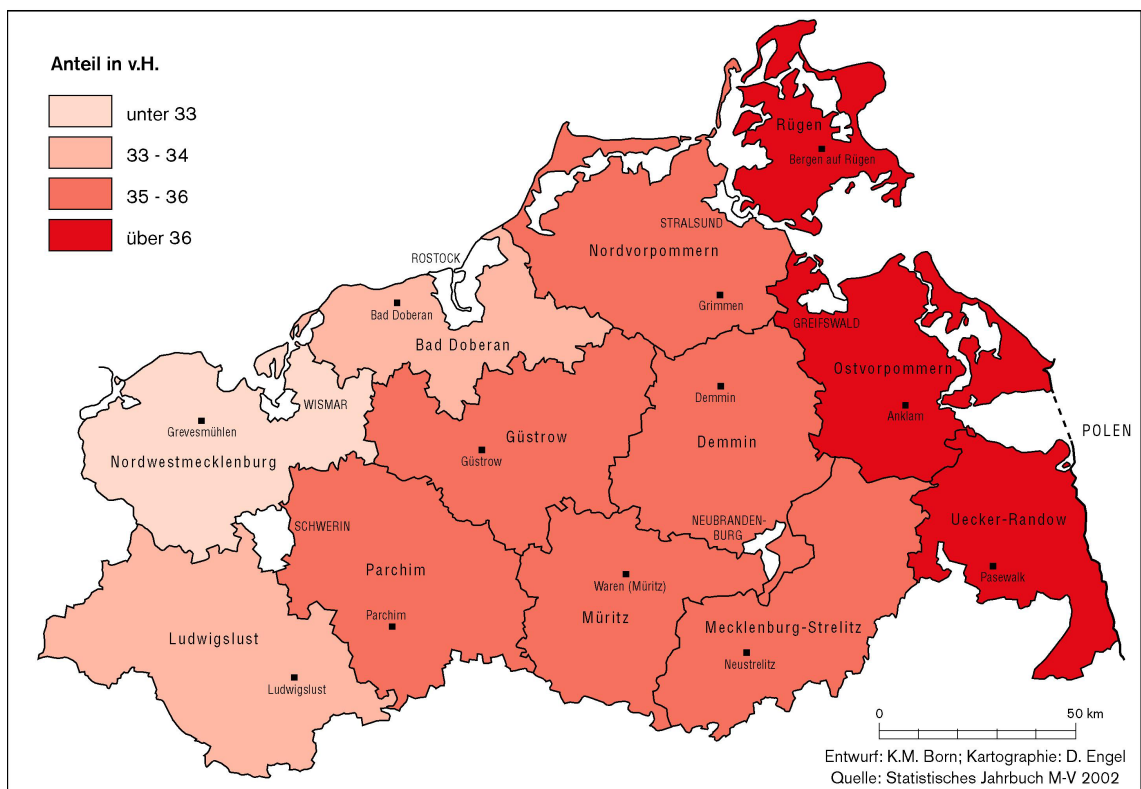 Anteil in v.H.
unter 33
33 - 34
35 - 36
über 36
Rügen
Bergen auf Rügen
STRALSUND
Nordvorpommern
ROSTOCK
Grimmen
Bad Doberan
Bad Doberan
GREIFSWALD
Ostvorpommern
Demmin
WISMAR
Anklam
Grevesmühlen
POLEN
Güstrow
Demmin
Güstrow
Nordwestmecklenburg
SCHWERIN
NEUBRANDEN-
BURG
Uecker-Randow
Parchim
Pasewalk
Waren (Müritz)
Parchim
Müritz
Mecklenburg-Strelitz
Ludwigslust
Neustrelitz
Ludwigslust
0 50 km
Entwurf: K.M. Born; Kartographie: D. Engel
Quelle: Statistisches Jahrbuch M-V 2002